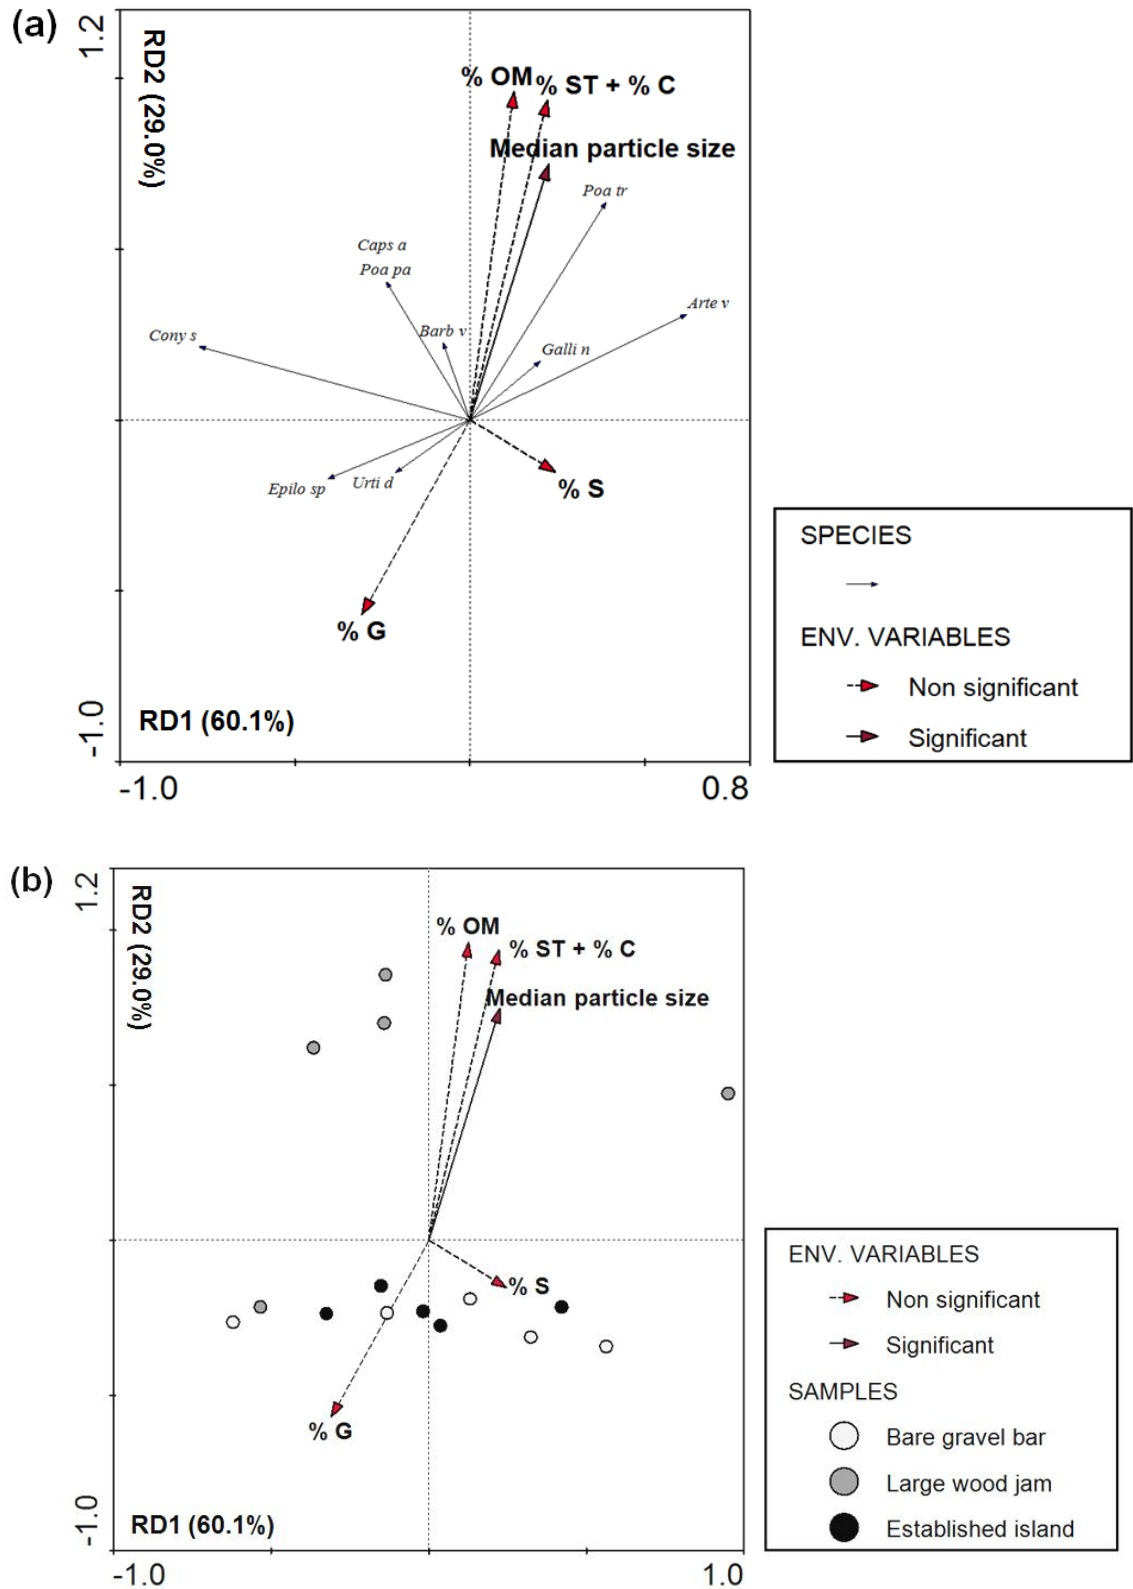 (a)
1.2
RD2 (29.0%)
% OM
% ST + % C
Median particle size
Poa tr
Caps a
Poa pa
Arte v
Barb v
Cony s
Galli n
Epilo sp
Urti d
% S
% G
-1.0
RD1 (60.1%)
-1.0
0.8
SPECIES
ENV. VARIABLES
Non significant
Significant
(b)
1.2
RD2 (29.0%)
% OM
% ST + % C
Median particle size
% S
% G
-1.0
RD1 (60.1%)
-1.0
1.0
ENV. VARIABLES
Non significant
Significant
SAMPLES
Bare gravel bar
Large wood jam
Established island